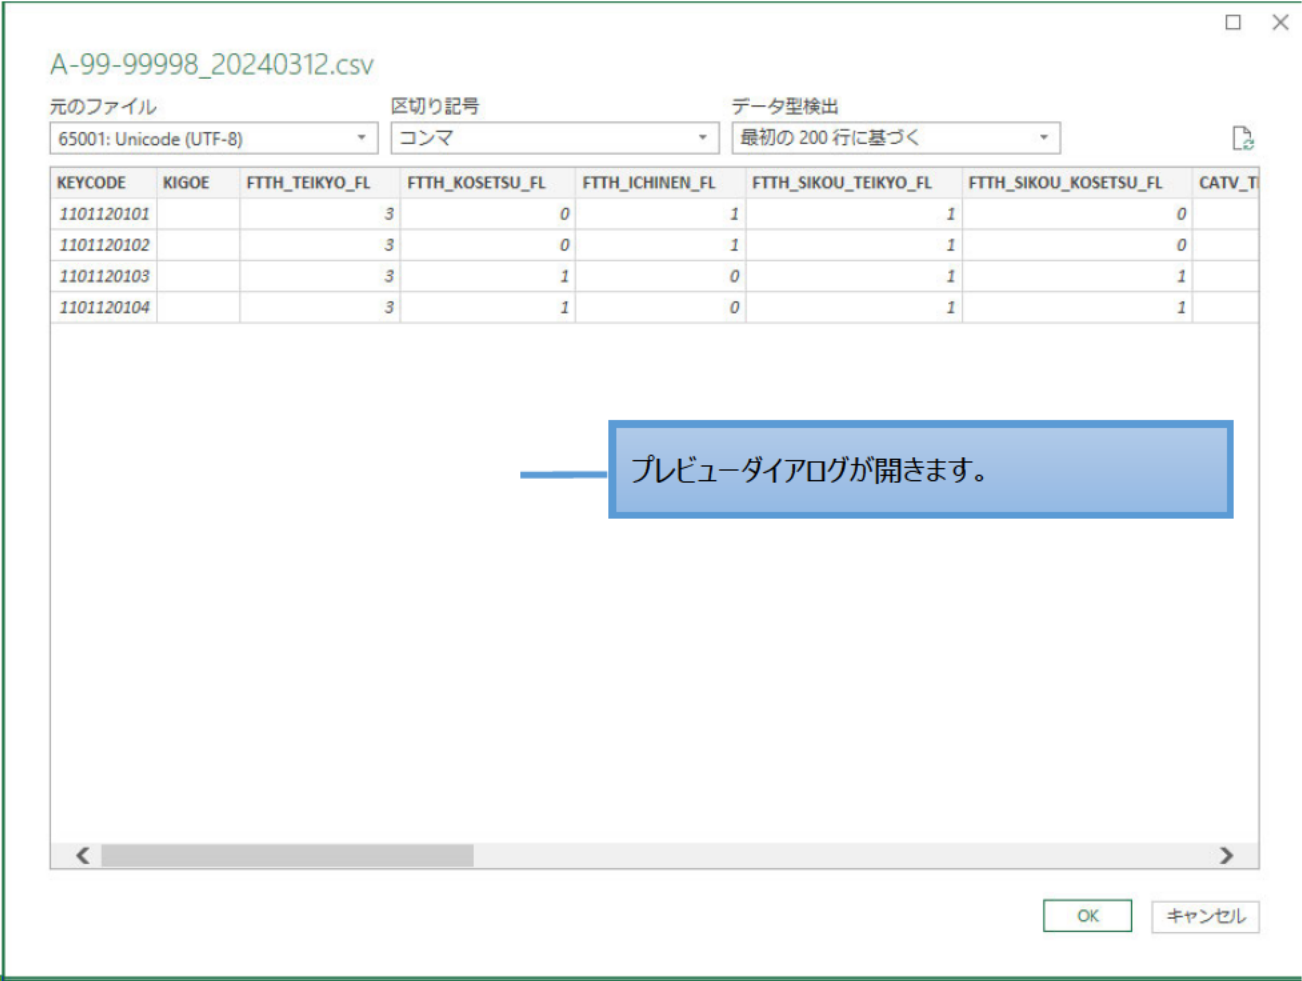 A-99-99998_20240312.csv
元のファイル 区切り記号 データ型検出
65001: Unicode (UTF-8) コンマ 最初の 200 行に基づく
KEYCODE KIGOE FTTH_TEIKYO_FL FTTH_KOSETSU_FL FTTH_ICHINEN_FL FTTH_SIKOU_TEIKYO_FL FTTH_SIKOU_KOSETSU_FL
1101120101 3 0 1 1 0
1101120102 3 0 1 1 0
1101120103 3 1 0 1 1
1101120104 3 1 0 1 1
プレビューダイアログが開きます。
OK キャンセル